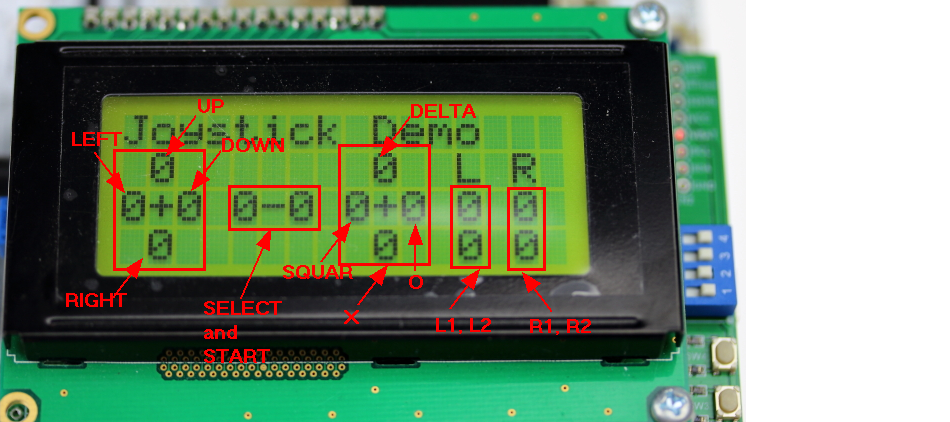 UP
DELTA
Joystick Demo
LEFT
DOWN
0 0 L R
0+0 0-0 0+0 0 0
0 0 0 0
SQUAR
O
RIGHT
SELECT
and
START
×
L1, L2
R1, R2
4
3
2
1